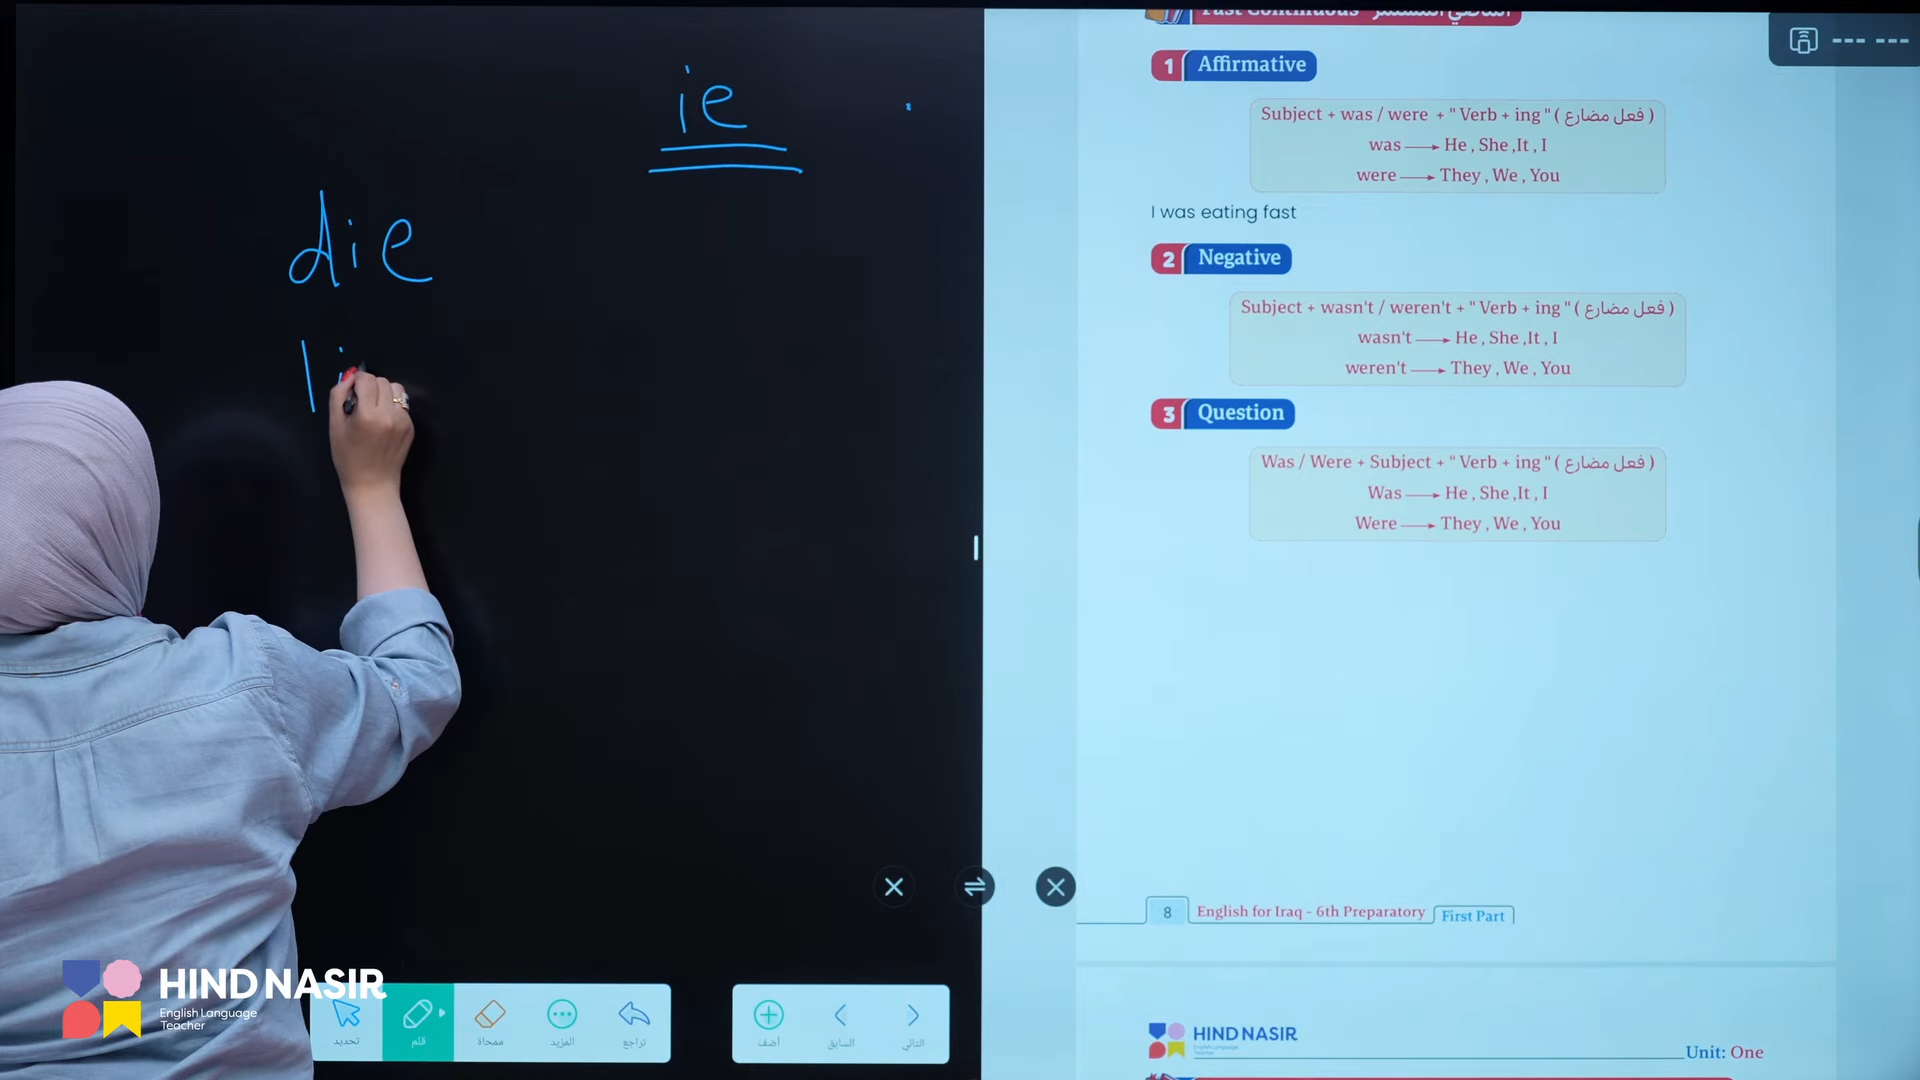 ie
die
li
Past Continuous الماضي المستمر
1 Affirmative
Subject + was / were + " Verb + ing " ( فعل مضارع )
was → He , She ,It , I
were → They , We , You
I was eating fast
2 Negative
Subject + wasn't / weren't + " Verb + ing " ( فعل مضارع )
wasn't → He , She ,It , I
weren't → They , We , You
3 Question
Was / Were + Subject + " Verb + ing " ( فعل مضارع )
Was → He , She ,It , I
Were → They , We , You
8 English for Iraq - 6th Preparatory First Part
HIND NASIR
English Language
Teacher
Unit: One
HIND NASIR
English Language
Teacher
تحديد
قلم
ممحاة
المزيد
تراجع
أضف
السابق
التالي